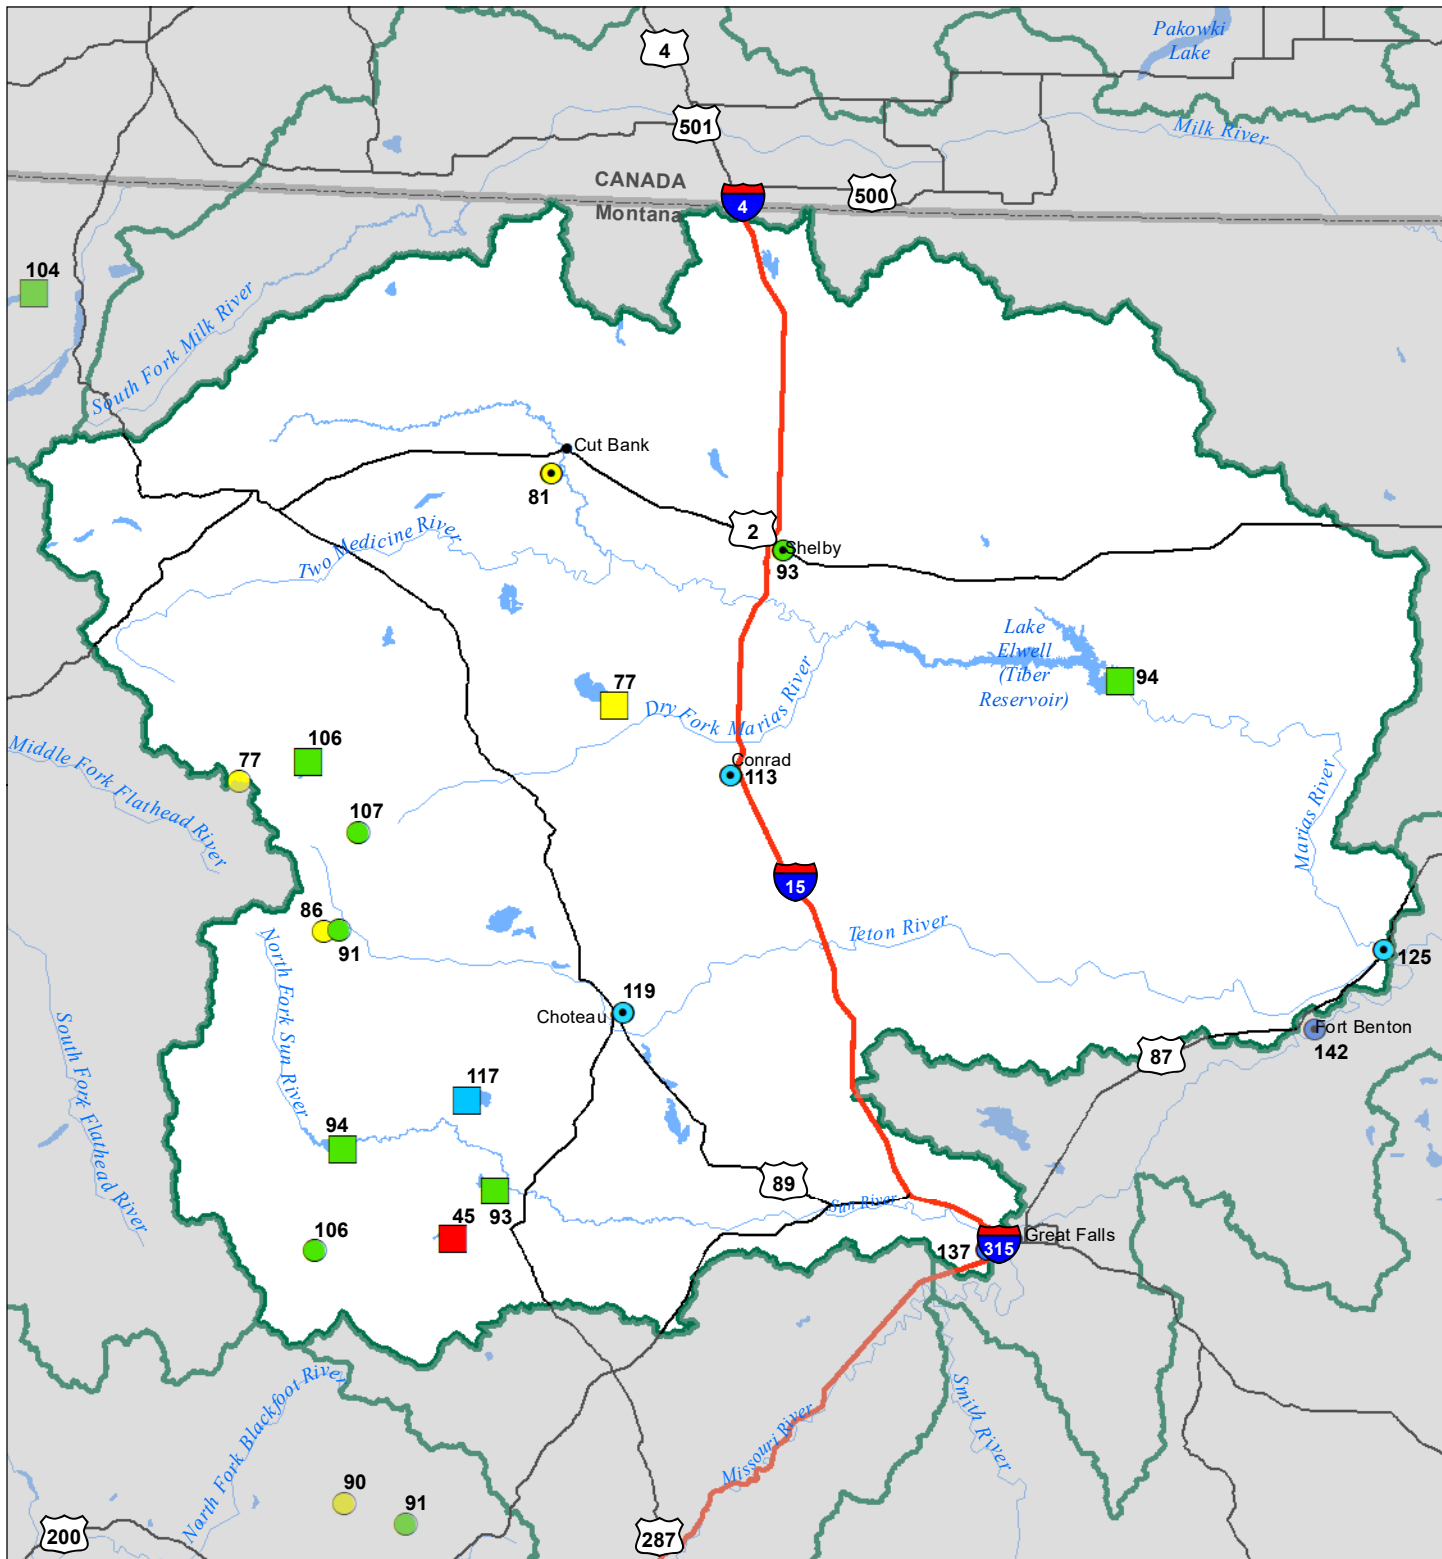 Pakowki
Lake
4
501
Milk River
CANADA
500
Montana
4
104
South Fork Milk River
Cut Bank
81
2
Shelby
93
Two Medicine River
Lake
Elwell
(Tiber
Reservoir)
94
77
Dry Fork Marias River
106
77
Middle Fork Flathead River
Conrad
113
107
Marias River
15
86
91
North Fork Sun River
Teton River
125
119
Choteau
Fort Benton
142
87
South Fork Flathead River
117
94
89
93
Sun River
45
106
137
315
Great Falls
North Fork Blackfoot River
Missouri River
Smith River
90
91
200
287